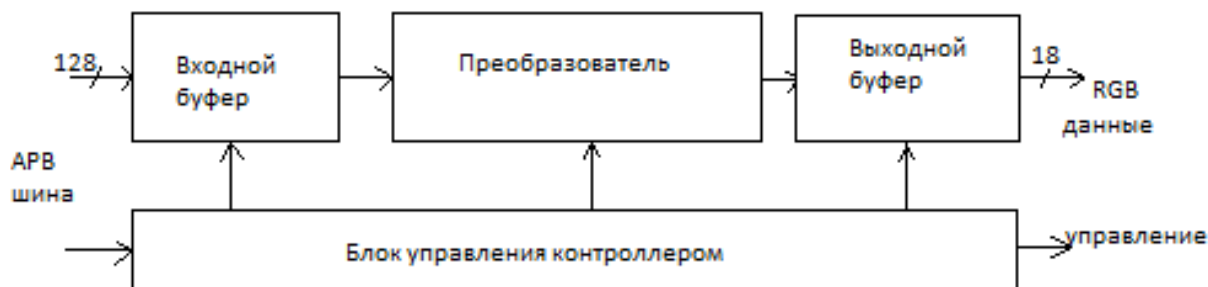 128
Входной
буфер
Преобразователь
Выходной
буфер
18
RGB
данные
APB
шина
Блок управления контроллером
управление